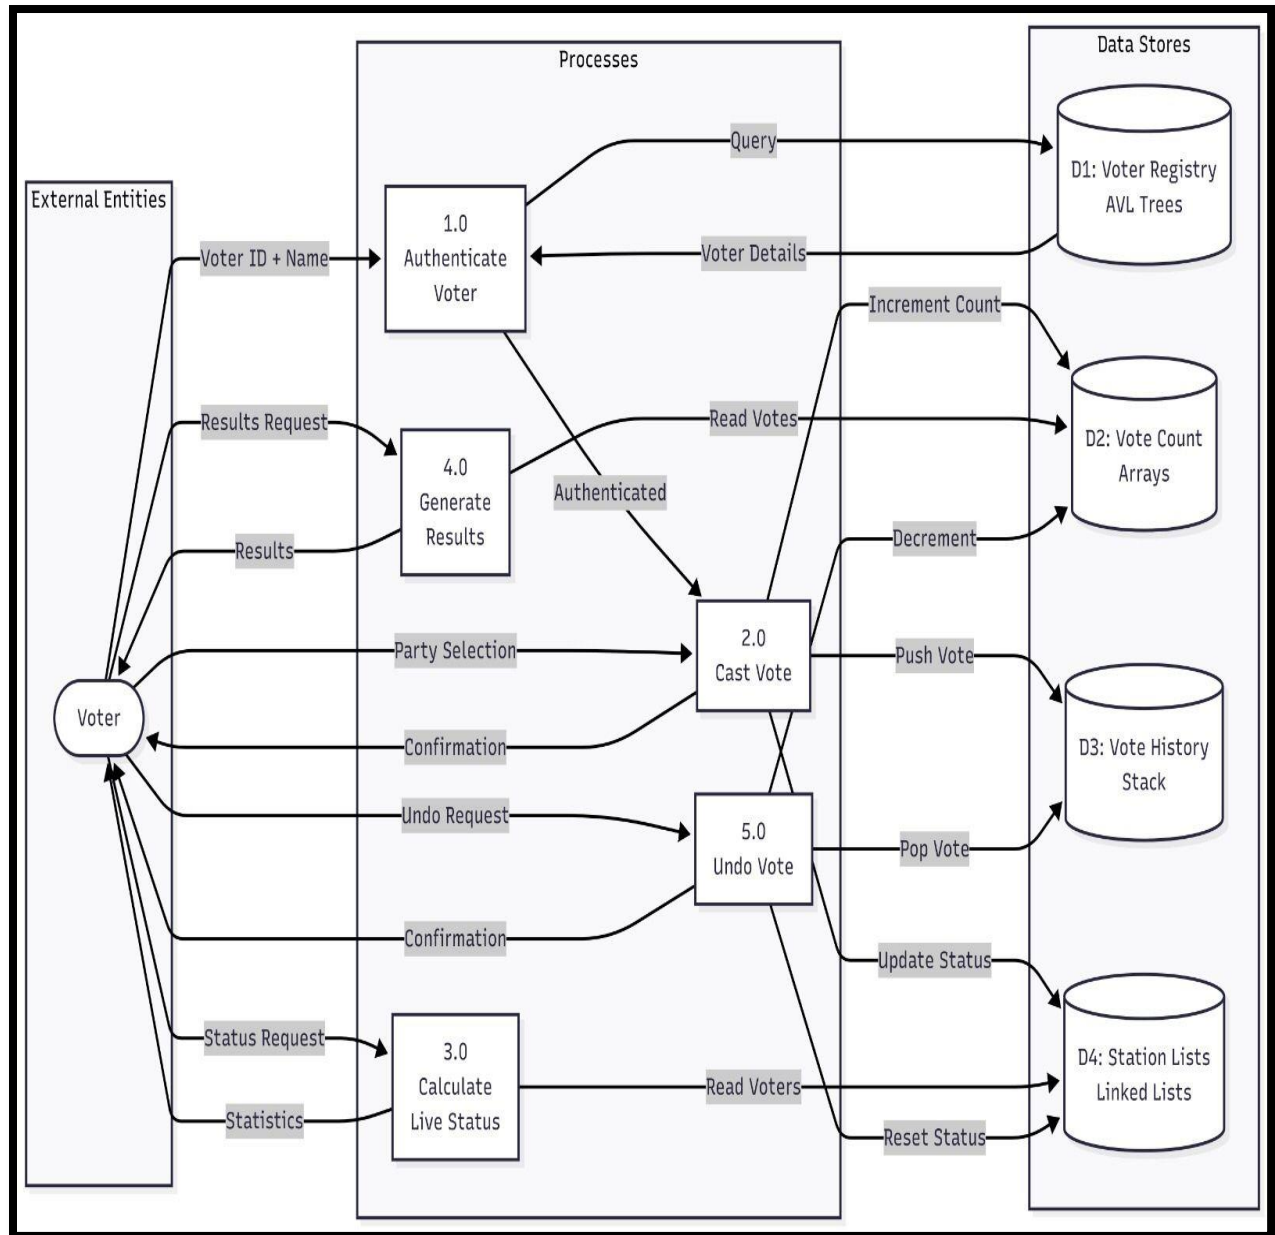 Processes
Data Stores
External Entities
Query
D1: Voter Registry
AVL Trees
1.0
Authenticate
Voter
Voter ID + Name
Voter Details
Increment Count
Results Request
Read Votes
D2: Vote Count
Arrays
4.0
Generate
Results
Authenticated
Results
Decrement
Party Selection
2.0
Cast Vote
Push Vote
Voter
Confirmation
D3: Vote History
Stack
Undo Request
5.0
Undo Vote
Pop Vote
Confirmation
Update Status
Status Request
3.0
Calculate
Live Status
D4: Station Lists
Linked Lists
Read Voters
Statistics
Reset Status